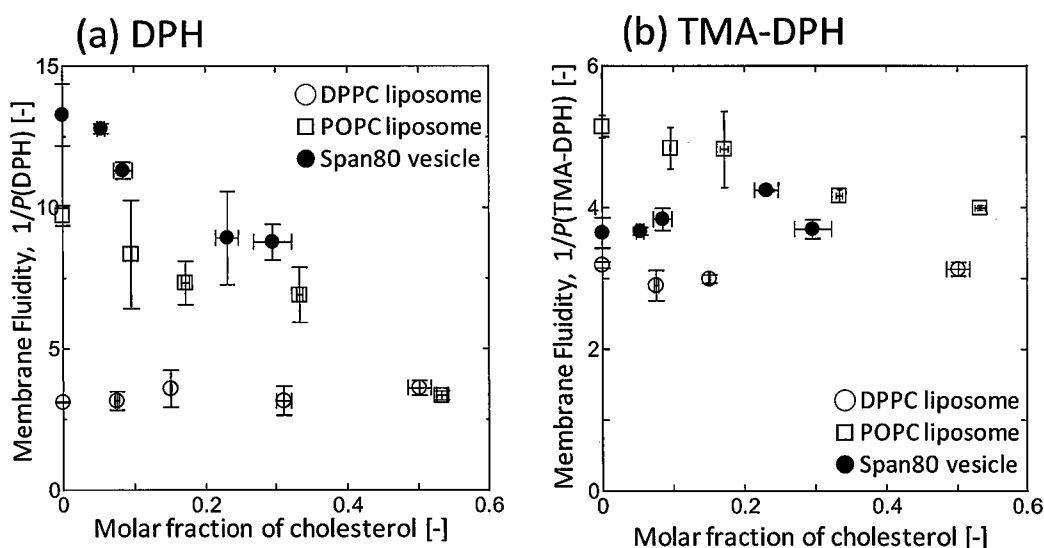 (a) DPH
15
10
5
0
0
0.2
0.4
0.6
Membrane Fluidity, 1/P(DPH) [-]
Molar fraction of cholesterol [-]
DPPC liposome
POPC liposome
Span80 vesicle
(b) TMA-DPH
6
4
2
0
0
0.2
0.4
0.6
Membrane Fluidity, 1/P(TMA-DPH) [-]
Molar fraction of cholesterol [-]
DPPC liposome
POPC liposome
Span80 vesicle